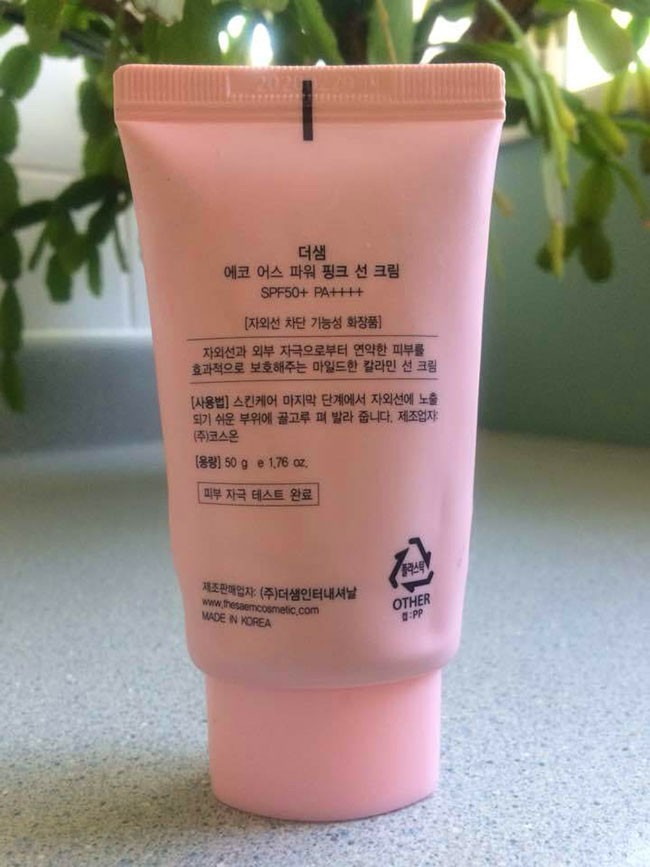 더샘
에코 어스 파워 핑크 선 크림
SPF50+ PA++++
[자외선 차단 기능성 화장품]
자외선과 외부 자극으로부터 연약한 피부를
효과적으로 보호해주는 마일드한 칼라민 선 크림
[사용법] 스킨케어 마지막 단계에서 자외선에 노출
되기 쉬운 부위에 골고루 펴 발라 줍니다. 제조업자:
(주)코스온
[용량] 50 g e 1.76 oz.
피부 자극 테스트 완료
플라스틱
OTHER
캡:PP
제조판매업자: (주)더샘인터내셔날
www.thesaemcosmetic.com
MADE IN KOREA